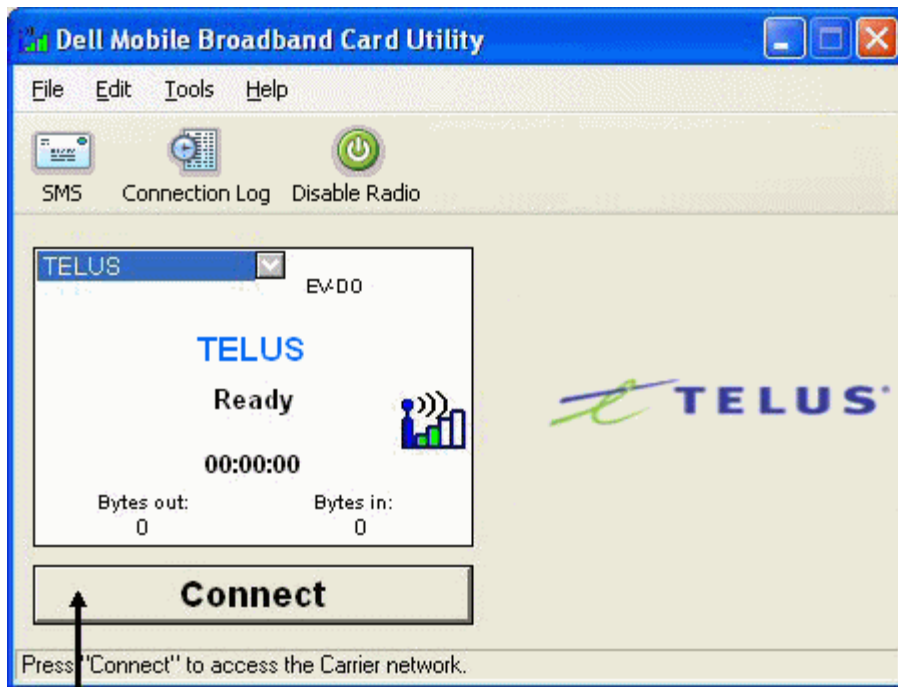 Dell Mobile Broadband Card Utility
File Edit Tools Help
SMS Connection Log Disable Radio
TELUS
EV-DO
TELUS
Ready
00:00:00
Bytes out: Bytes in:
0 0
TELUS
Connect
Press "Connect" to access the Carrier network.